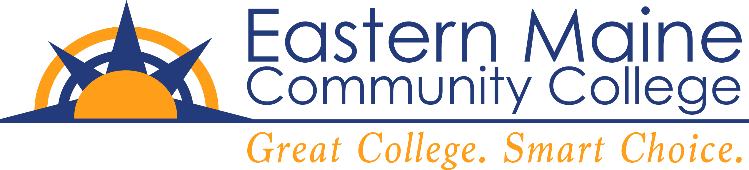 Eastern Maine
Community College
Great College. Smart Choice.